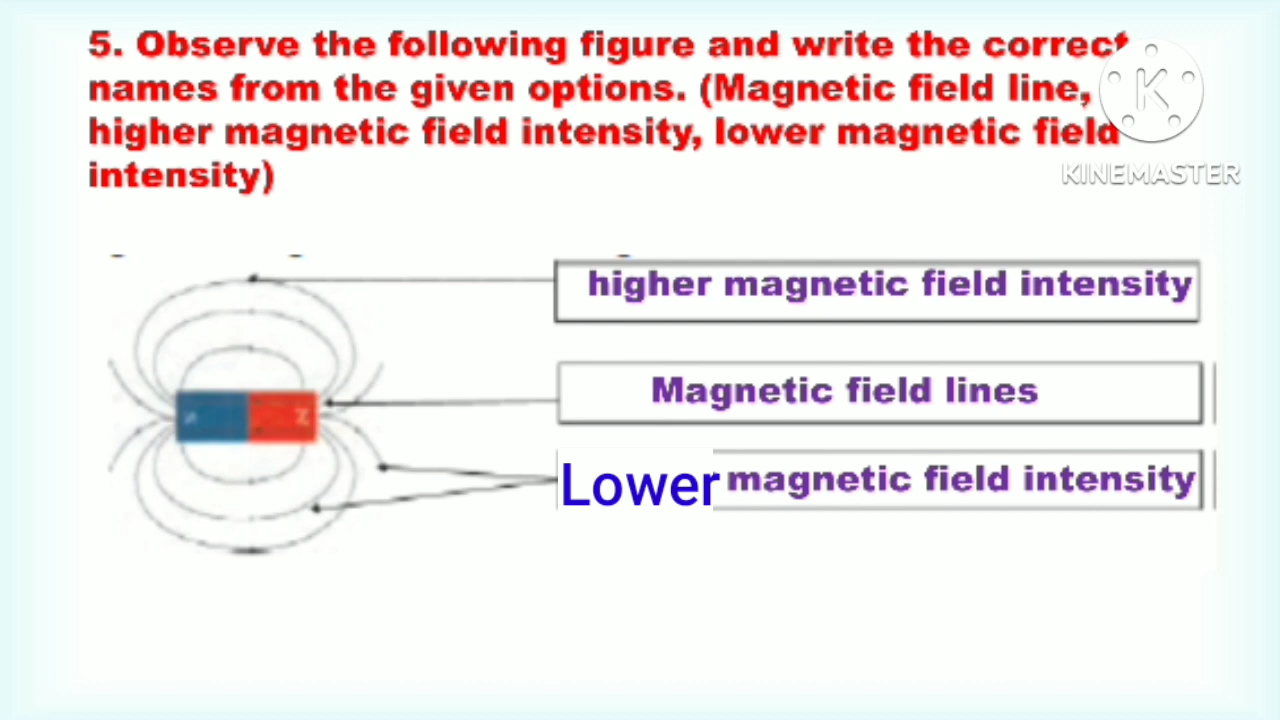 5. Observe the following figure and write the correct
names from the given options. (Magnetic field line,
higher magnetic field intensity, lower magnetic field
intensity)
K
KINEMASTER
higher magnetic field intensity
Magnetic field lines
Lower magnetic field intensity